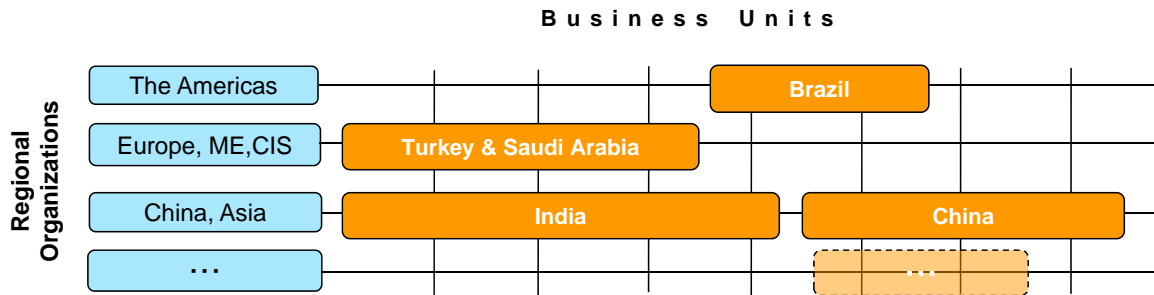 Business Units
Regional
Organizations
The Americas
Brazil
Europe, ME,CIS
Turkey & Saudi Arabia
China, Asia
India
China
...
...